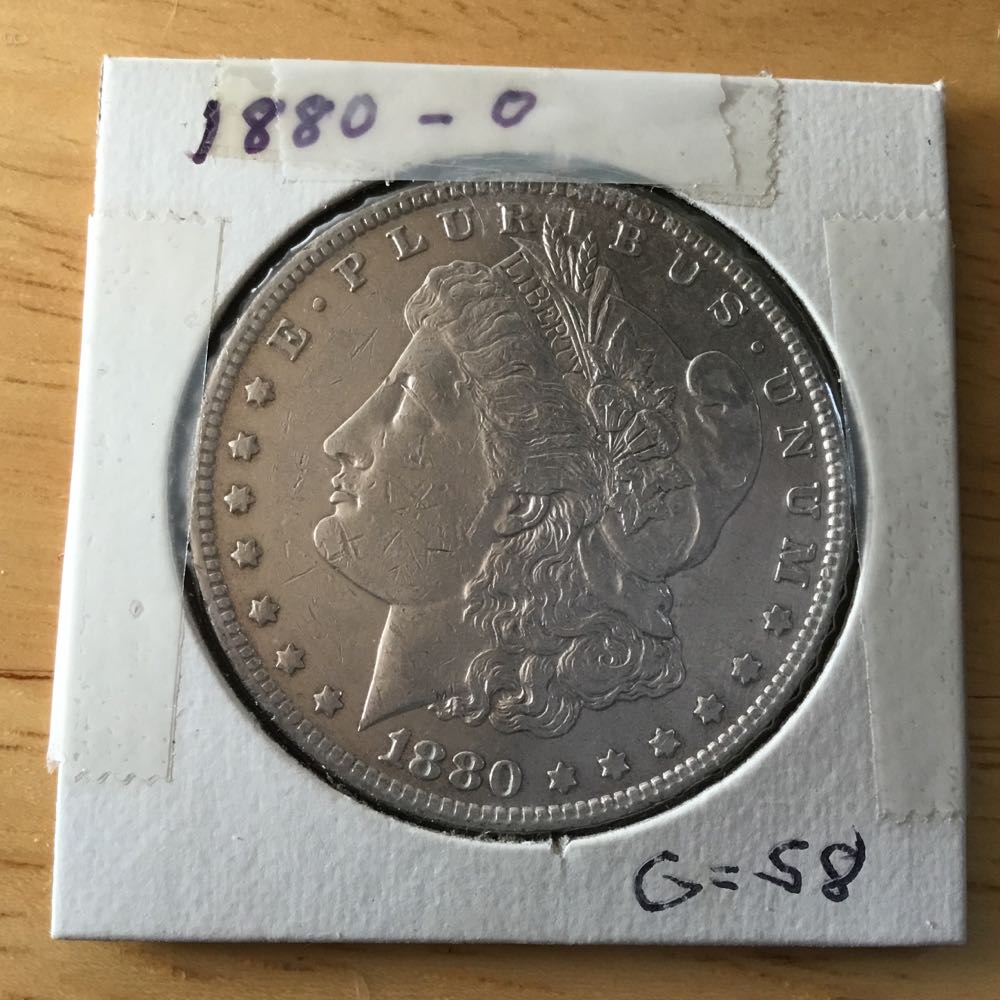 1880 - O
E · PLURIBUS · UNUM
LIBERTY
1880
G=58